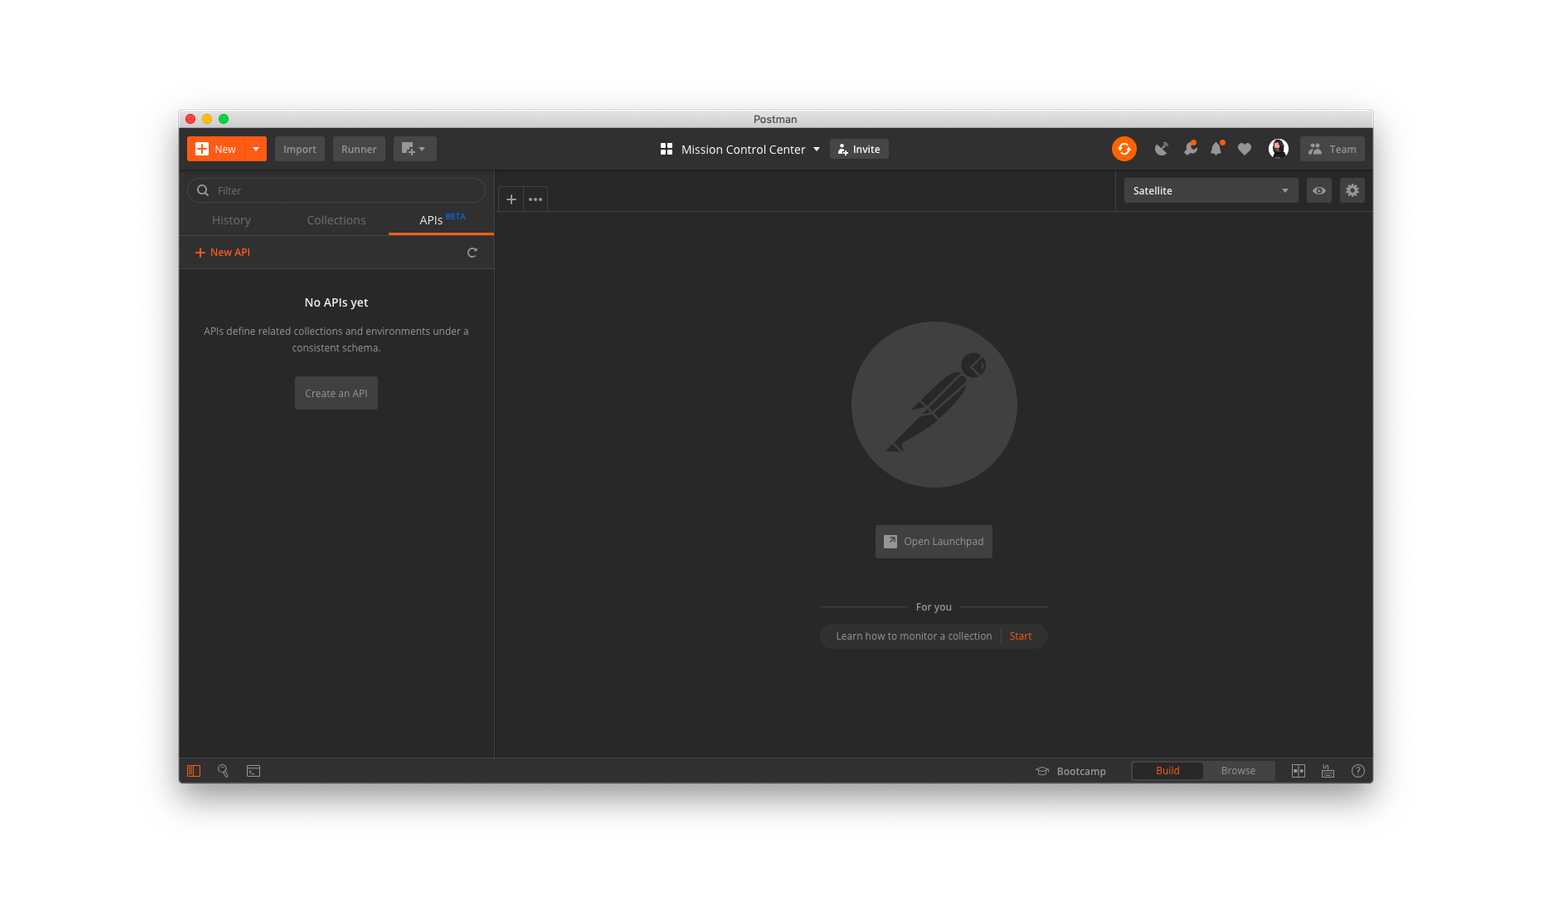 Postman
New
Import
Runner
Mission Control Center
Invite
Team
Filter
Satellite
History
Collections
APIs BETA
New API
No APIs yet
APIs define related collections and environments under a
consistent schema.
Create an API
Open Launchpad
For you
Learn how to monitor a collection
Start
Bootcamp
Build
Browse